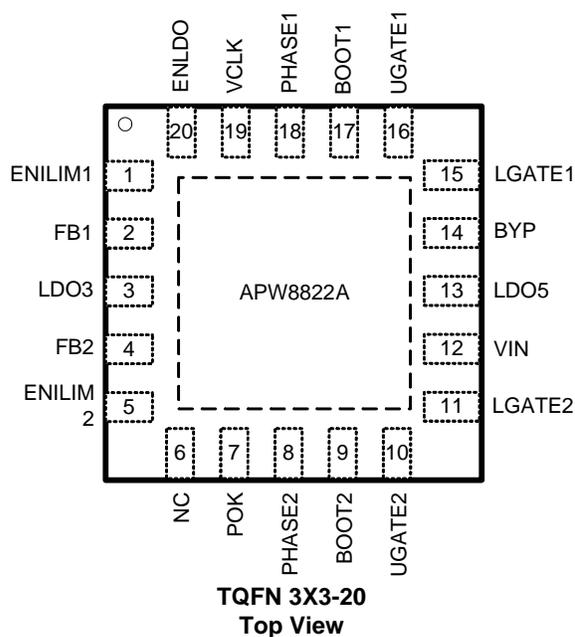 ENLDO
VCLK
PHASE1
BOOT1
UGATE1
20
19
18
17
16
ENILIM1
1
FB1
2
LDO3
3
FB2
4
ENILIM
2
5
15
LGATE1
14
BYP
13
LDO5
12
VIN
11
LGATE2
APW8822A
6
7
8
9
10
NC
POK
PHASE2
BOOT2
UGATE2
TQFN 3X3-20
Top View